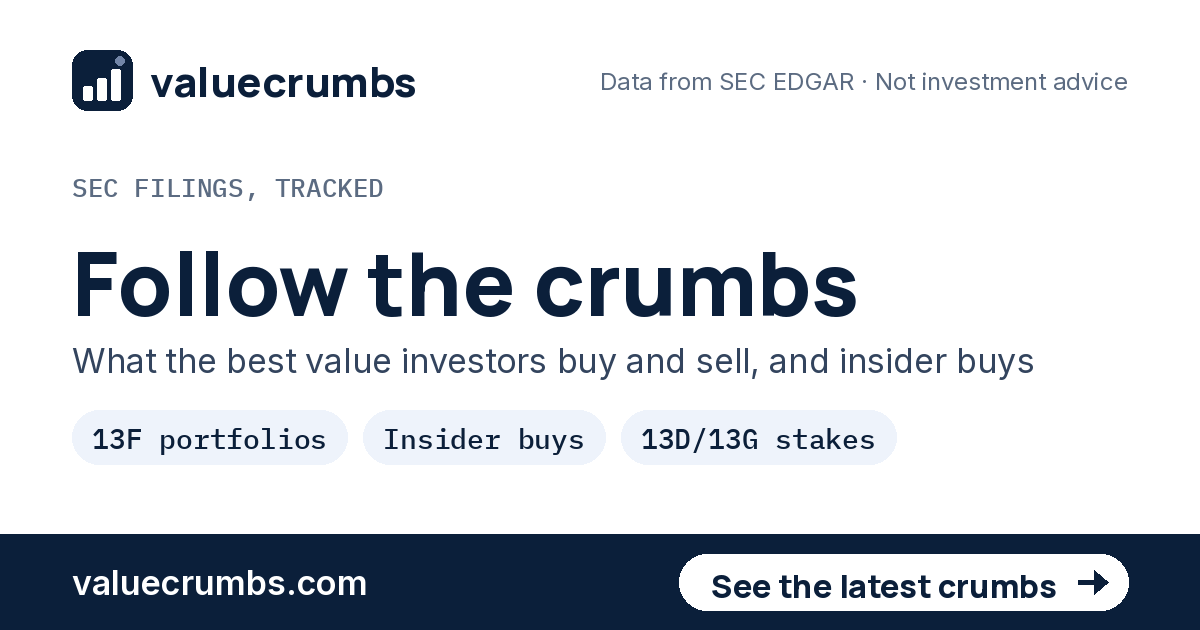 valuecrumbs
Data from SEC EDGAR · Not investment advice
SEC FILINGS, TRACKED
Follow the crumbs
What the best value investors buy and sell, and insider buys
13F portfolios
Insider buys
13D/13G stakes
valuecrumbs.com
See the latest crumbs →